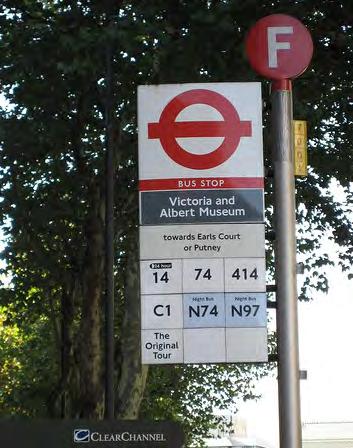 F
BUS STOP
Victoria and
Albert Museum
towards Earls Court
or Putney
24 hour
14 74 414
Night Bus Night Bus
C1 N74 N97
The
Original
Tour
CLEARCHANNEL